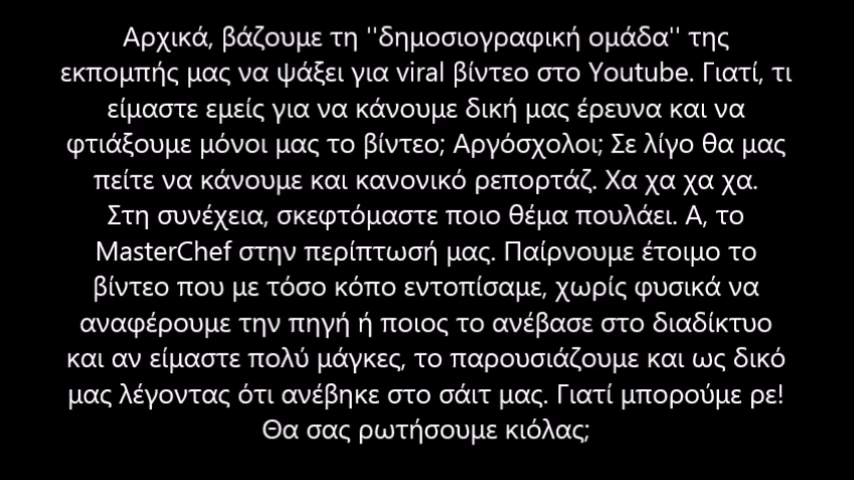 Αρχικά, βάζουμε τη ''δημοσιογραφική ομάδα'' της
εκπομπής μας να ψάξει για viral βίντεο στο Youtube. Γιατί, τι
είμαστε εμείς για να κάνουμε δική μας έρευνα και να
φτιάξουμε μόνοι μας το βίντεο; Αργόσχολοι; Σε λίγο θα μας
πείτε να κάνουμε και κανονικό ρεπορτάζ. Χα χα χα χα.
Στη συνέχεια, σκεφτόμαστε ποιο θέμα πουλάει. Α, το
MasterChef στην περίπτωσή μας. Παίρνουμε έτοιμο το
βίντεο που με τόσο κόπο εντοπίσαμε, χωρίς φυσικά να
αναφέρουμε την πηγή ή ποιος το ανέβασε στο διαδίκτυο
και αν είμαστε πολύ μάγκες, το παρουσιάζουμε και ως δικό
μας λέγοντας ότι ανέβηκε στο σάιτ μας. Γιατί μπορούμε ρε!
Θα σας ρωτήσουμε κιόλας;